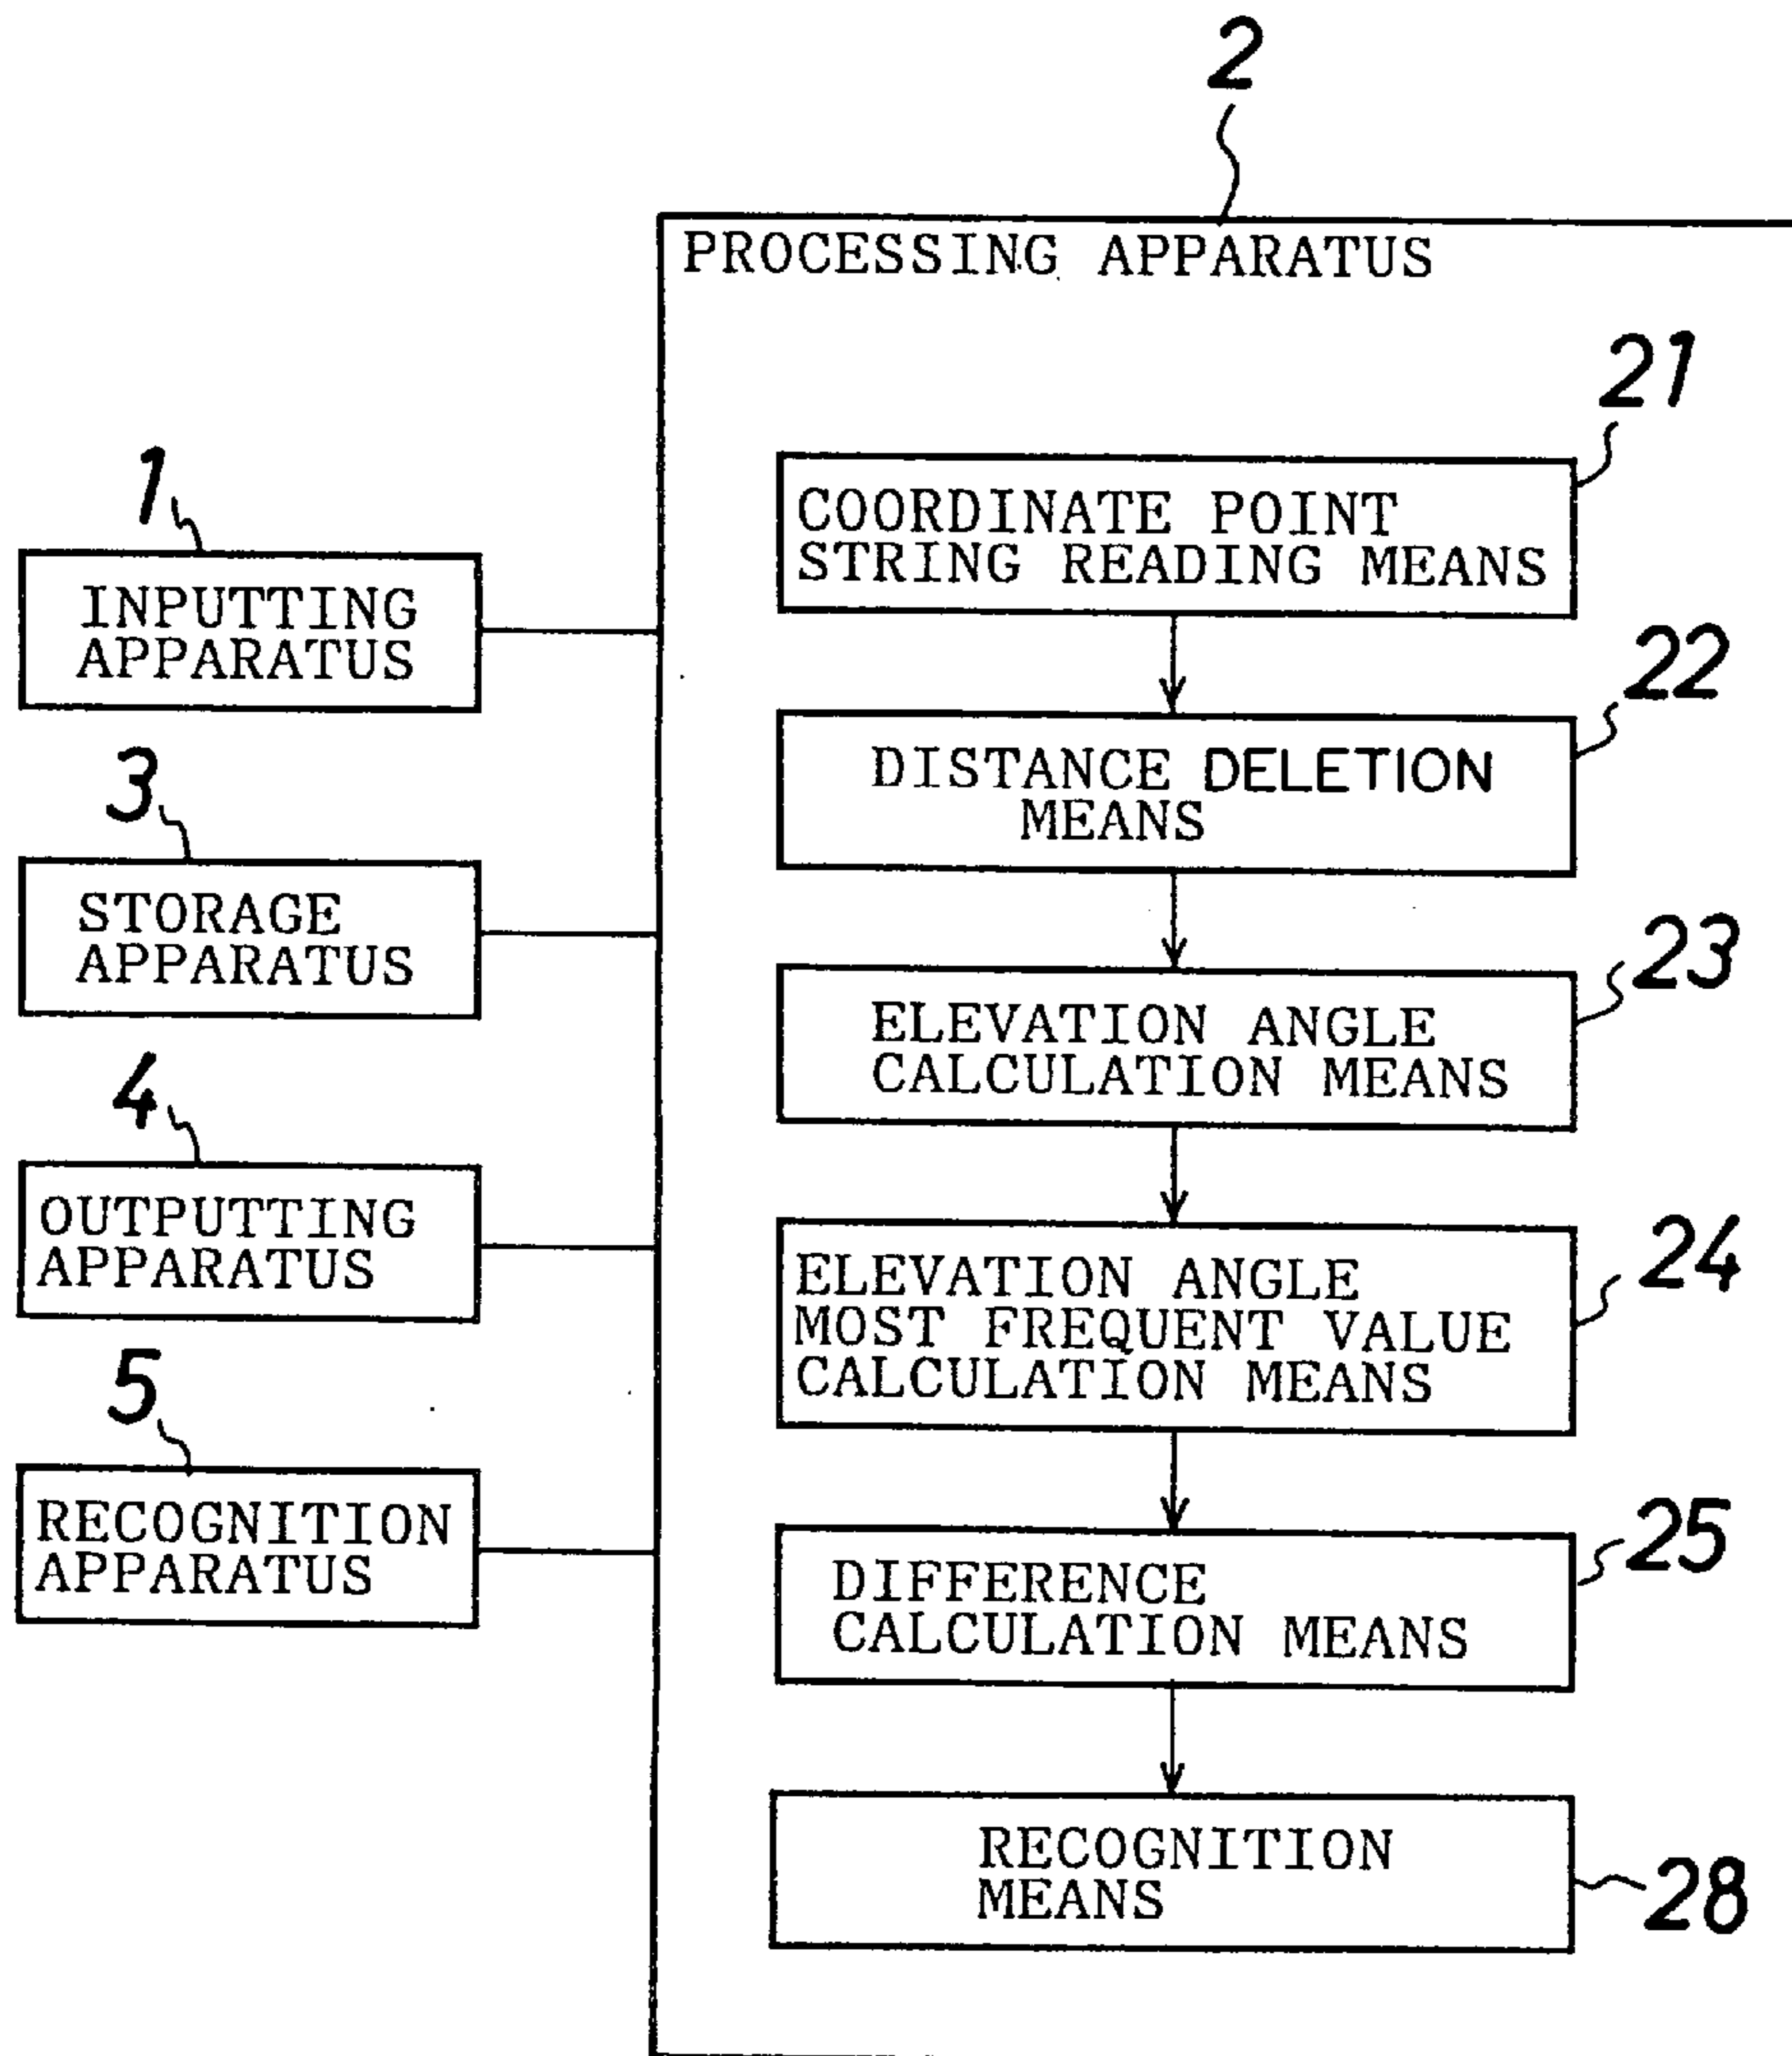 2
PROCESSING APPARATUS
21
COORDINATE POINT
STRING READING MEANS
22
DISTANCE DELETION
MEANS
23
ELEVATION ANGLE
CALCULATION MEANS
24
ELEVATION ANGLE
MOST FREQUENT VALUE
CALCULATION MEANS
25
DIFFERENCE
CALCULATION MEANS
28
RECOGNITION
MEANS
1
INPUTTING
APPARATUS
3
STORAGE
APPARATUS
4
OUTPUTTING
APPARATUS
5
RECOGNITION
APPARATUS